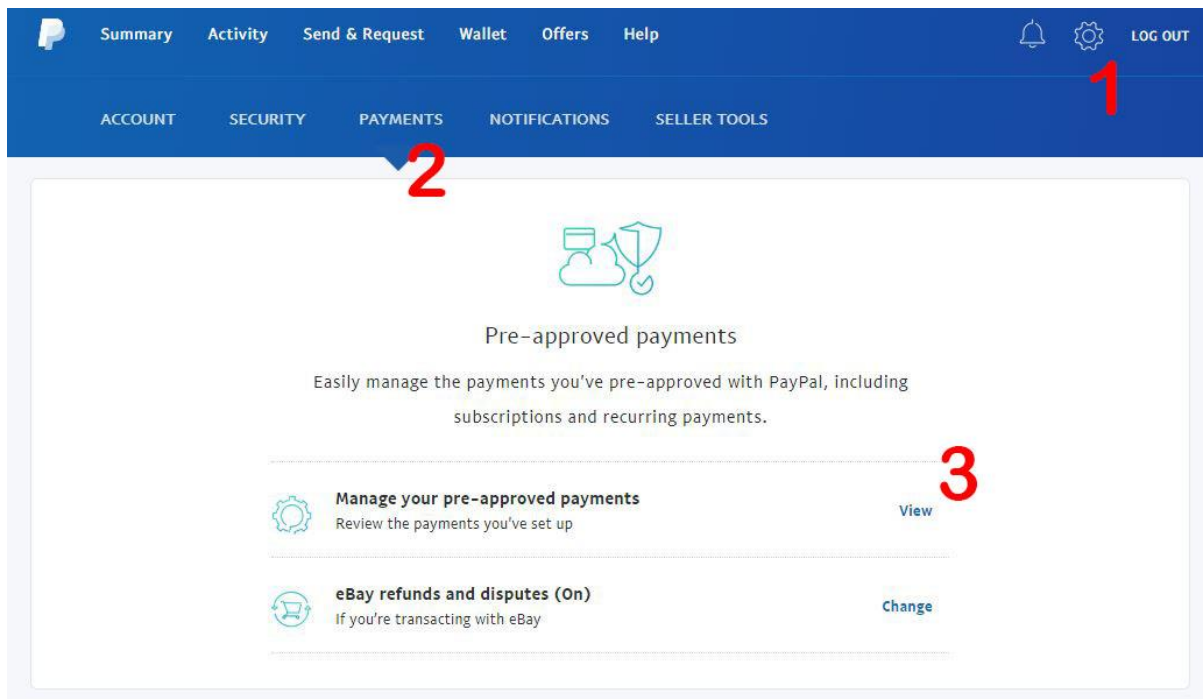 Summary Activity Send & Request Wallet Offers Help LOG OUT
1
ACCOUNT SECURITY PAYMENTS NOTIFICATIONS SELLER TOOLS
2
Pre-approved payments
Easily manage the payments you've pre-approved with PayPal, including
subscriptions and recurring payments.
3
Manage your pre-approved payments
Review the payments you've set up
View
eBay refunds and disputes (On)
If you're transacting with eBay
Change